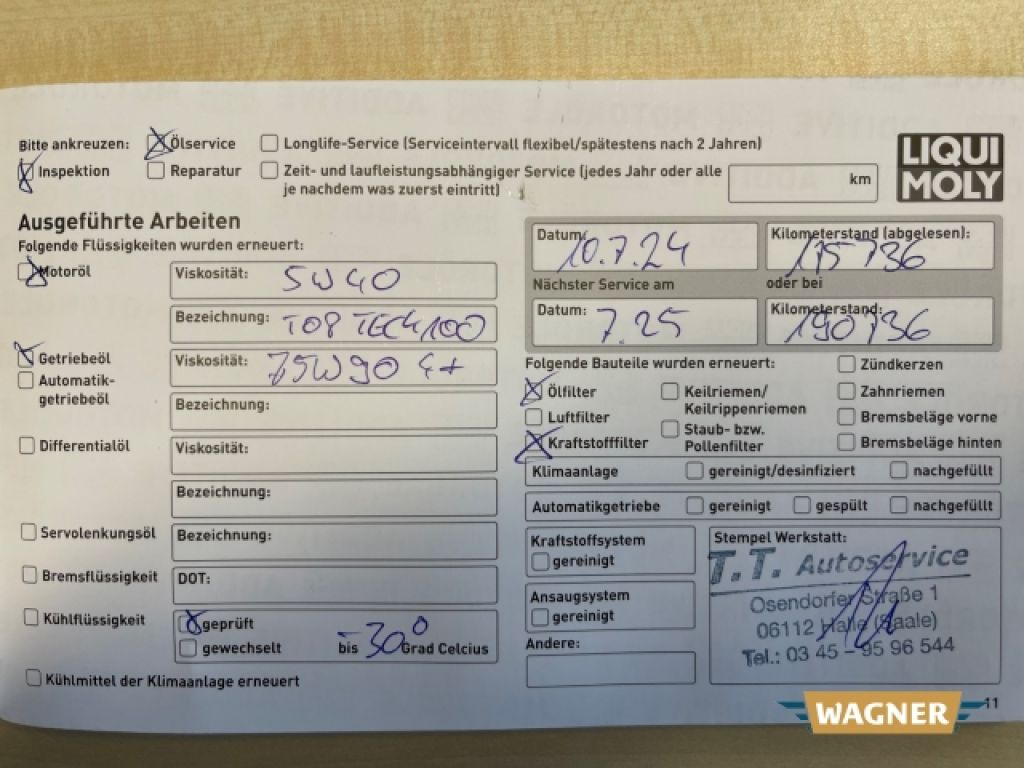 Bitte ankreuzen: Ölservice Longlife-Service (Serviceintervall flexibel/spätestens nach 2 Jahren)
Inspektion Reparatur Zeit- und laufleistungsabhängiger Service (jedes Jahr oder alle km
je nachdem was zuerst eintritt)
LIQUI
MOLY
Ausgeführte Arbeiten
Folgende Flüssigkeiten wurden erneuert:
Motoröl Viskosität: 5W40
Bezeichnung: TOP TECH 4100
Getriebeöl Viskosität: 75W90 4+
Automatik-
getriebeöl
Bezeichnung:
Differentialöl Viskosität:
Bezeichnung:
Servolenkungsöl Bezeichnung:
Bremsflüssigkeit DOT:
Kühlflüssigkeit geprüft
gewechselt bis -30° Grad Celcius
Kühlmittel der Klimaanlage erneuert
Datum: 10.7.24 Kilometerstand (abgelesen): 175736
Nächster Service am oder bei
Datum: 7.25 Kilometerstand: 190736
Folgende Bauteile wurden erneuert: Zündkerzen
Ölfilter Keilriemen/ Zahnriemen
Keilrippenriemen
Luftfilter Bremsbeläge vorne
Staub- bzw.
Kraftstofffilter Pollenfilter Bremsbeläge hinten
Klimaanlage gereinigt/desinfiziert nachgefüllt
Automatikgetriebe gereinigt gespült nachgefüllt
Kraftstoffsystem
gereinigt
Ansaugsystem
gereinigt
Andere:
Stempel Werkstatt:
T.T. Autoservice
Osendorfer Straße 1
06112 Halle (Saale)
Tel.: 03 45 - 95 96 544
11
WAGNER